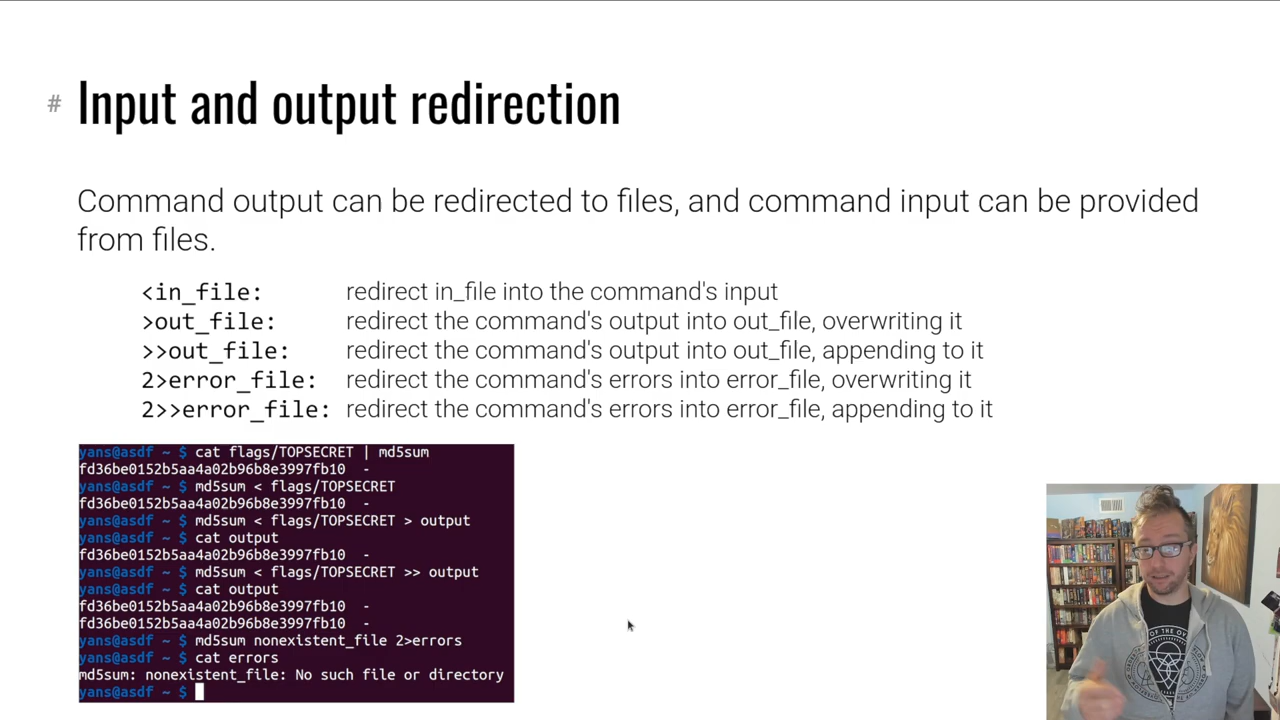 # Input and output redirection
Command output can be redirected to files, and command input can be provided
from files.
<in_file: redirect in_file into the command's input
>out_file: redirect the command's output into out_file, overwriting it
>>out_file: redirect the command's output into out_file, appending to it
2>error_file: redirect the command's errors into error_file, overwriting it
2>>error_file: redirect the command's errors into error_file, appending to it
yans@asdf ~ $ cat flags/TOPSECRET | md5sum
fd36be0152b5aa4a02b96b8e3997fb10  -
yans@asdf ~ $ md5sum < flags/TOPSECRET
fd36be0152b5aa4a02b96b8e3997fb10  -
yans@asdf ~ $ md5sum < flags/TOPSECRET > output
yans@asdf ~ $ cat output
fd36be0152b5aa4a02b96b8e3997fb10  -
yans@asdf ~ $ md5sum < flags/TOPSECRET >> output
yans@asdf ~ $ cat output
fd36be0152b5aa4a02b96b8e3997fb10  -
fd36be0152b5aa4a02b96b8e3997fb10  -
yans@asdf ~ $ md5sum nonexistent_file 2>errors
yans@asdf ~ $ cat errors
md5sum: nonexistent_file: No such file or directory
yans@asdf ~ $